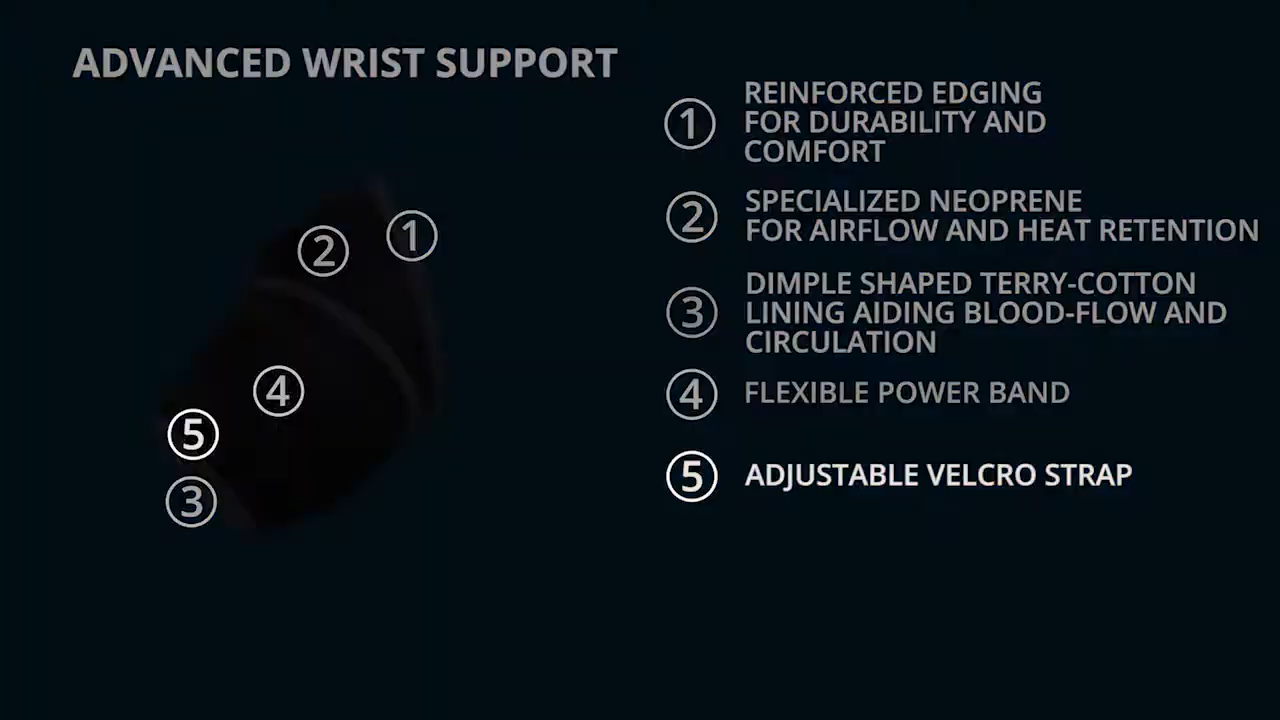 ADVANCED WRIST SUPPORT
1
REINFORCED EDGING
FOR DURABILITY AND
COMFORT
2
SPECIALIZED NEOPRENE
FOR AIRFLOW AND HEAT RETENTION
3
DIMPLE SHAPED TERRY-COTTON
LINING AIDING BLOOD-FLOW AND
CIRCULATION
4
FLEXIBLE POWER BAND
5
ADJUSTABLE VELCRO STRAP
1
2
4
5
3